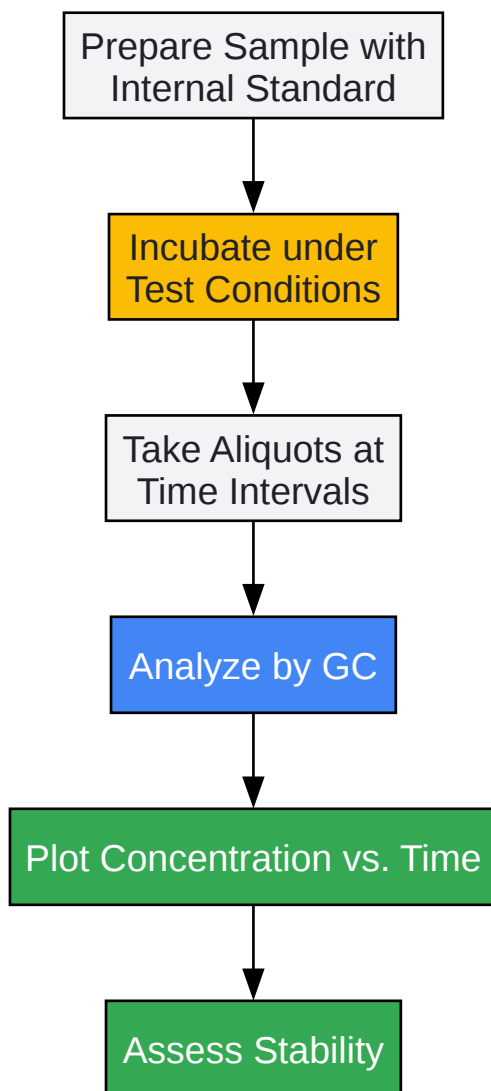 Prepare Sample with
Internal Standard
Incubate under
Test Conditions
Take Aliquots at
Time Intervals
Analyze by GC
Plot Concentration vs. Time
Assess Stability